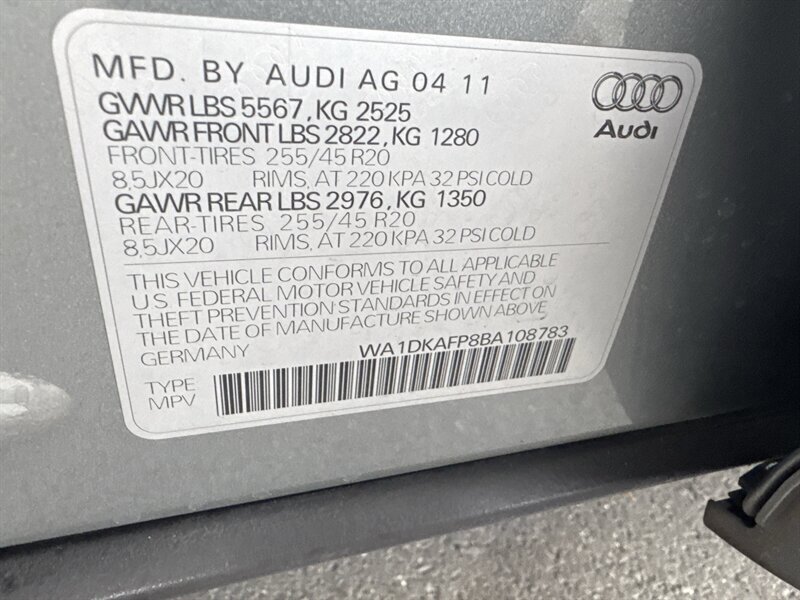 MFD. BY AUDI AG 04 11
GVWR LBS 5567, KG 2525
GAWR FRONT LBS 2822, KG 1280
FRONT-TIRES 255/45 R20
8,5JX20 RIMS, AT 220 KPA 32 PSI COLD
GAWR REAR LBS 2976, KG 1350
REAR-TIRES 255/45 R20
8,5JX20 RIMS, AT 220 KPA 32 PSI COLD
Audi
THIS VEHICLE CONFORMS TO ALL APPLICABLE
U.S. FEDERAL MOTOR VEHICLE SAFETY AND
THEFT PREVENTION STANDARDS IN EFFECT ON
THE DATE OF MANUFACTURE SHOWN ABOVE
GERMANY WA1DKAFP8BA108783
TYPE
MPV